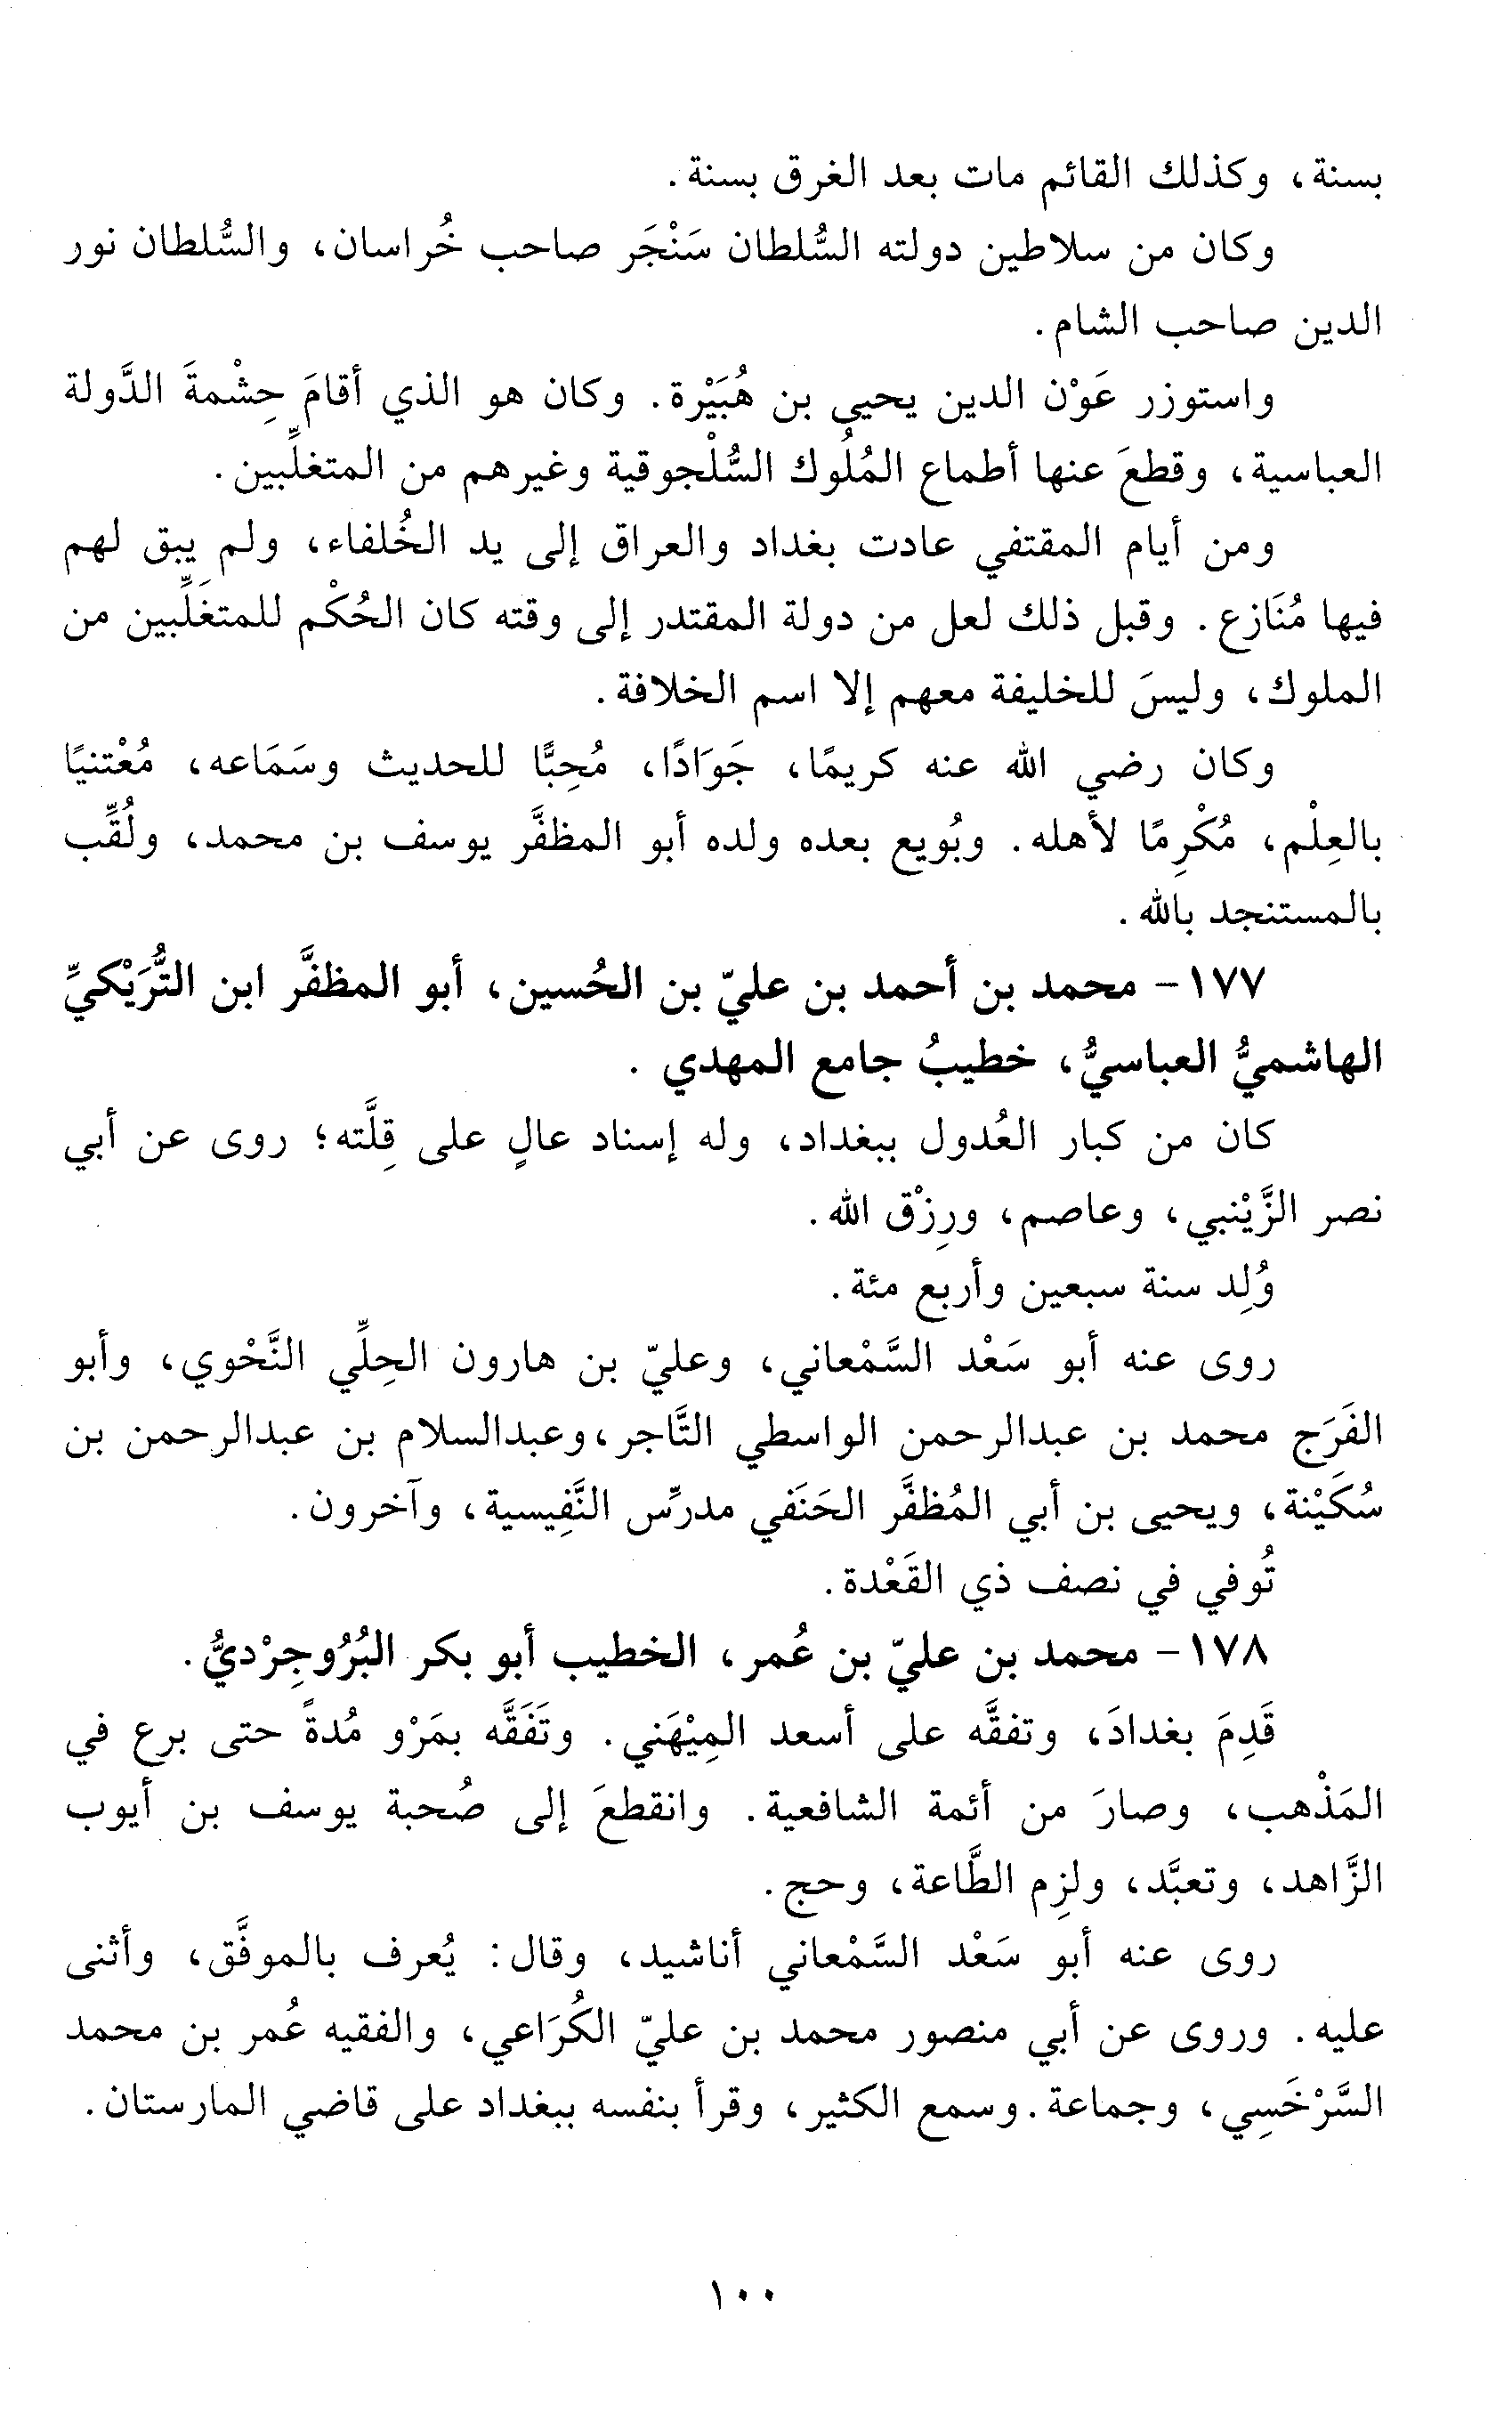 بسنة، وكذلك القائم مات بعد الغرق بسنة.
وكان من سلاطين دولته السُّلطان سَنْجَر صاحب خُراسان، والسُّلطان نور
الدين صاحب الشام.
واستوزر عَوْن الدين يحيى بن هُبَيْرة. وكان هو الذي أقامَ حِشْمةَ الدَّولة
العباسية، وقطعَ عنها أطماع المُلُوك السُّلْجوقية وغيرهم من المتغلِّبين.
ومن أيام المقتفي عادت بغداد والعراق إلى يد الخُلفاء، ولم يبق لهم
فيها مُنَازع. وقبل ذلك لعل من دولة المقتدر إلى وقته كان الحُكْم للمتغَلِّبين من
الملوك، وليسَ للخليفة معهم إلا اسم الخلافة.
وكان رضي الله عنه كريمًا، جَوَادًا، مُحِبًّا للحديث وسَمَاعه، مُعْتنيًا
بالعِلْم، مُكْرِمًا لأهله. وبُويع بعده ولده أبو المظفَّر يوسف بن محمد، ولُقِّب
بالمستنجد بالله.
١٧٧- محمد بن أحمد بن عليّ بن الحُسين، أبو المظفَّر ابن التُّرَيْكيِّ
الهاشميُّ العباسيُّ، خطيبُ جامع المهدي .
كان من كبار العُدول ببغداد، وله إسناد عالٍ على قِلَّته؛ روى عن أبي
نصر الزَّيْنبي، وعاصم، ورِزْق الله.
وُلِد سنة سبعين وأربع مئة.
روى عنه أبو سَعْد السَّمْعاني، وعليّ بن هارون الحِلِّي النَّحْوي، وأبو
الفَرَج محمد بن عبدالرحمن الواسطي التَّاجر،وعبدالسلام بن عبدالرحمن بن
سُكَيْنة، ويحيى بن أبي المُظفَّر الحَنَفي مدرِّس النَّفِيسية، وآخرون.
تُوفي في نصف ذي القَعْدة.
١٧٨- محمد بن عليّ بن عُمر، الخطيب أبو بكر البُرُوجِرْديُّ.
قَدِمَ بغدادَ، وتفقَّه على أسعد المِيْهَني. وتَفَقَّه بمَرْو مُدةً حتى برع في
المَذْهب، وصارَ من أئمة الشافعية. وانقطعَ إلى صُحبة يوسف بن أيوب
الزَّاهد، وتعبَّد، ولزِم الطَّاعة، وحج.
روى عنه أبو سَعْد السَّمْعاني أناشيد، وقال: يُعرف بالموفَّق، وأثنى
عليه. وروى عن أبي منصور محمد بن عليّ الكُرَاعي، والفقيه عُمر بن محمد
السَّرْخَسِي، وجماعة.وسمع الكثير، وقرأ بنفسه ببغداد على قاضي المارستان.
١٠٠